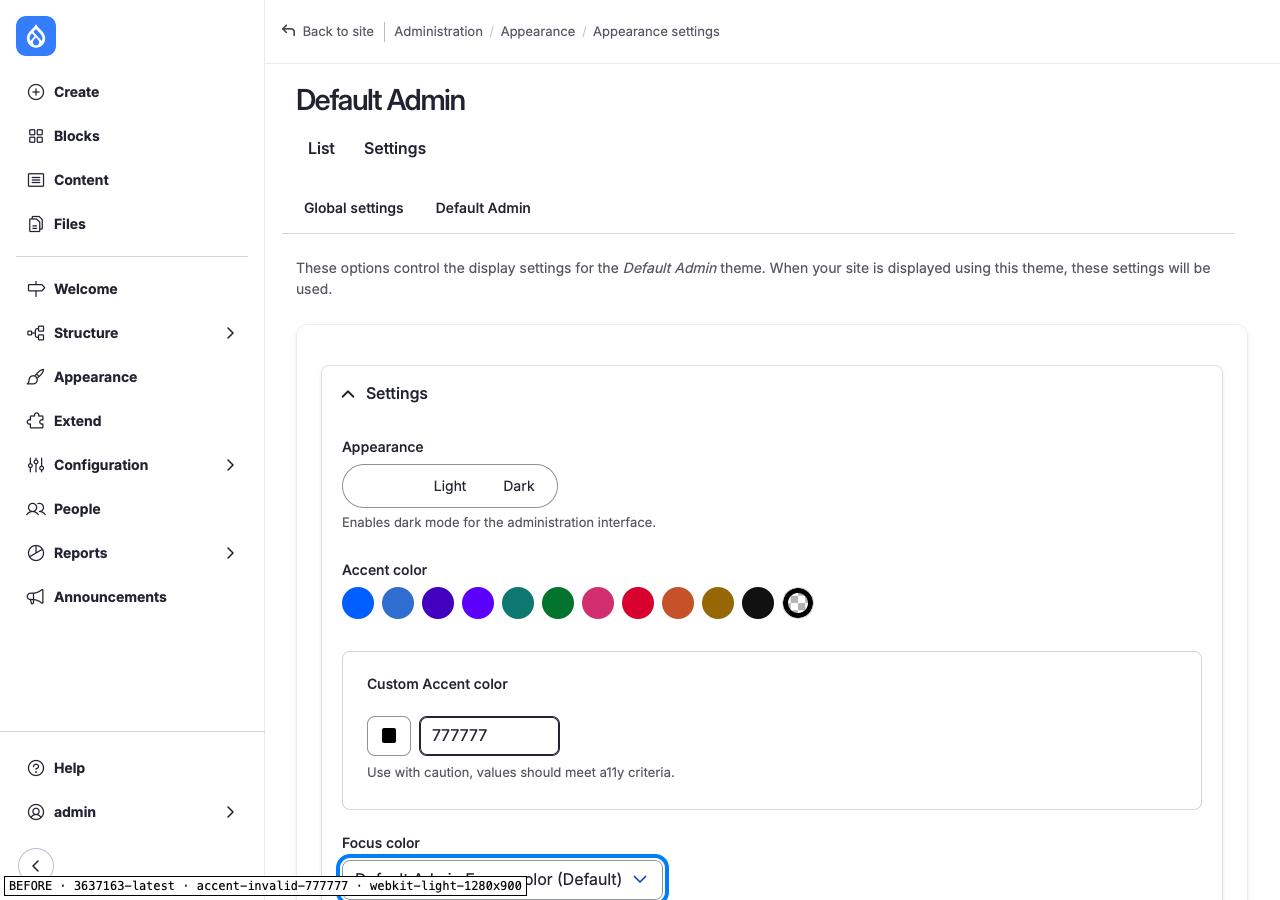 Back to site
Administration / Appearance / Appearance settings
Create
Blocks
Content
Files
Welcome
Structure
Appearance
Extend
Configuration
People
Reports
Announcements
Help
admin
Default Admin
List Settings
Global settings Default Admin
These options control the display settings for the Default Admin theme. When your site is displayed using this theme, these settings will be
used.
Settings
Appearance
Light Dark
Enables dark mode for the administration interface.
Accent color
Custom Accent color
777777
Use with caution, values should meet a11y criteria.
Focus color
Default Admin Focus color (Default)
BEFORE · 3637163-latest · accent-invalid-777777 · webkit-light-1280x900